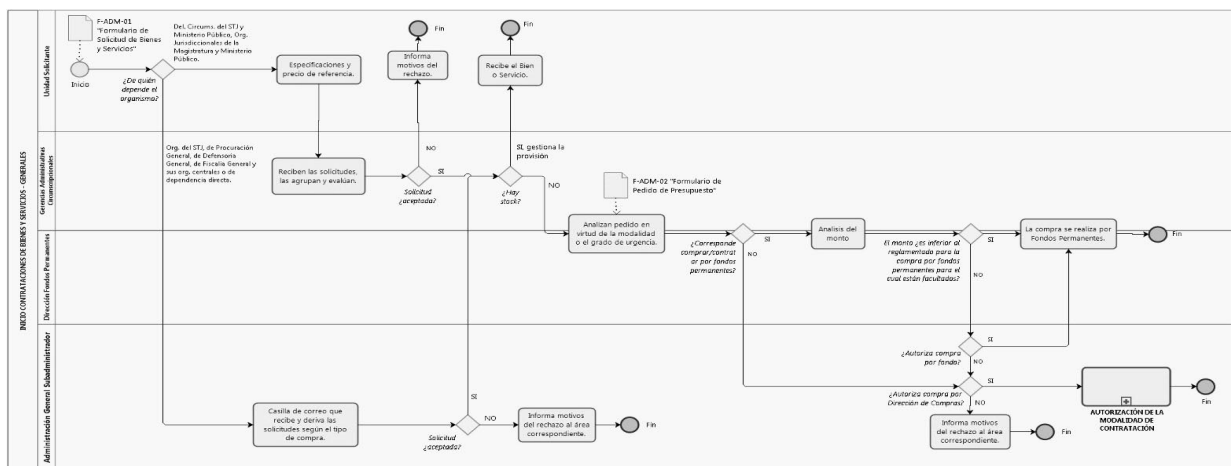 INICIO CONTRATACIONES DE BIENES Y SERVICIOS - GENERALES
Unidad Solicitante
F-ADM-01
"Formulario de
Solicitud de Bienes
y Servicios"
Inicio
¿De quién
depende el
organismo?
Del. Circuns. del STJ y
Ministerio Público, Org.
Jurisdiccionales de la
Magistratura y Ministerio
Público.
Especificaciones y
precio de referencia.
Informa
motivos del
rechazo.
Fin
Recibe el Bien
o Servicio.
Fin
Gerencias Administrativas
Circunscripcionales
Org. del STJ, de Procuración
General, de Defensoría
General, de Fiscalía General y
sus org. centrales o de
dependencia directa.
Reciben las solicitudes,
las agrupan y evalúan.
NO
SI
Solicitud
¿aceptada?
SI, gestiona la
provisión
NO
¿Hay
stock?
F-ADM-02 "Formulario de
Pedido de Presupuesto"
Analizan pedido en
virtud de la modalidad
o el grado de urgencia.
Dirección Fondos Permanentes
¿Corresponde
comprar/contrat
ar por fondos
permanentes?
SI
NO
Analisis del
monto
El monto ¿es inferior al
reglamentado para la
compra por fondos
permanentes para el
cual están facultados?
SI
NO
La compra se realiza por
Fondos Permanentes.
Fin
Administración General Subadministrador
¿Autoriza compra
por fondo?
SI
NO
¿Autoriza compra por
Dirección de Compras?
SI
NO
AUTORIZACIÓN DE LA
MODALIDAD DE
CONTRATACIÓN
Fin
Casilla de correo que
recibe y deriva las
solicitudes según el tipo
de compra.
SI
NO
Solicitud
¿aceptada?
Informa motivos
del rechazo al área
correspondiente.
Fin
Informa motivos
del rechazo al área
correspondiente.
Fin